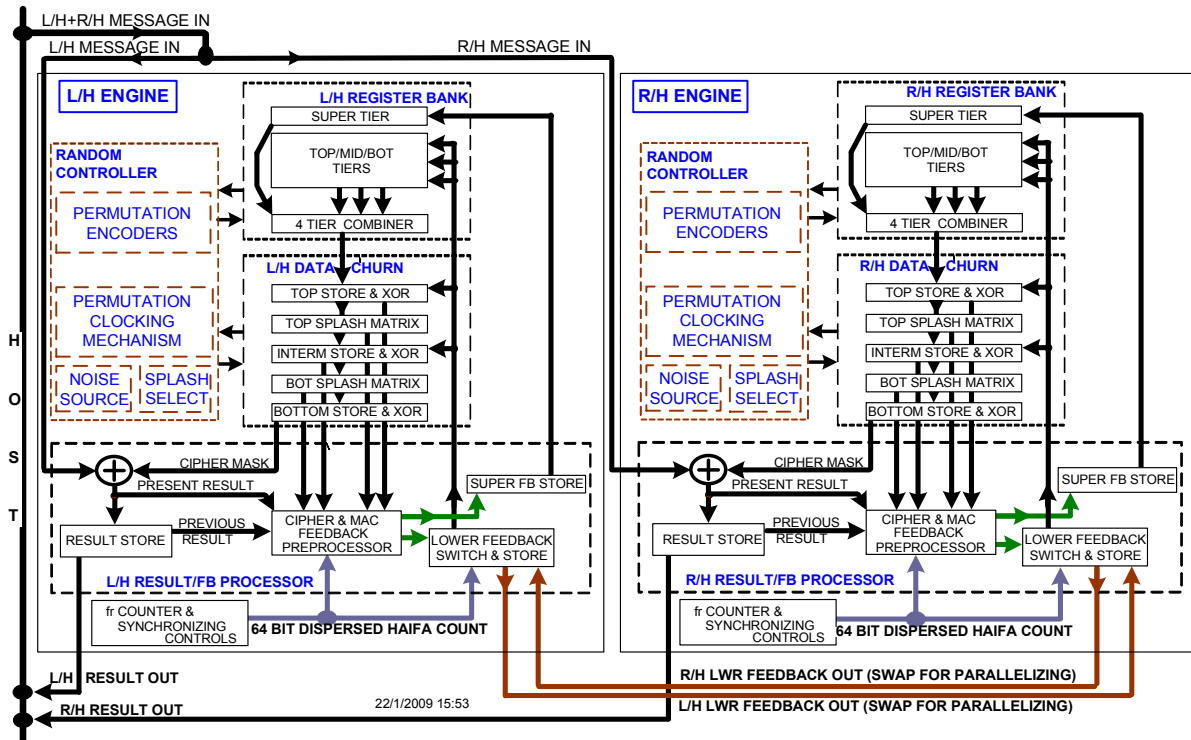 L/H+R/H MESSAGE IN
L/H MESSAGE IN
R/H MESSAGE IN
H
O
S
T
L/H ENGINE
L/H REGISTER BANK
SUPER TIER
TOP/MID/BOT
TIERS
4 TIER COMBINER
RANDOM
CONTROLLER
PERMUTATION
ENCODERS
PERMUTATION
CLOCKING
MECHANISM
NOISE
SOURCE
SPLASH
SELECT
L/H DATA CHURN
TOP STORE & XOR
TOP SPLASH MATRIX
INTERM STORE & XOR
BOT SPLASH MATRIX
BOTTOM STORE & XOR
CIPHER MASK
PRESENT RESULT
SUPER FB STORE
RESULT STORE
PREVIOUS
RESULT
CIPHER & MAC
FEEDBACK
PREPROCESSOR
LOWER FEEDBACK
SWITCH & STORE
L/H RESULT/FB PROCESSOR
fr COUNTER &
SYNCHRONIZING
CONTROLS
64 BIT DISPERSED HAIFA COUNT
R/H ENGINE
R/H REGISTER BANK
SUPER TIER
TOP/MID/BOT
TIERS
4 TIER COMBINER
RANDOM
CONTROLLER
PERMUTATION
ENCODERS
PERMUTATION
CLOCKING
MECHANISM
NOISE
SOURCE
SPLASH
SELECT
R/H DATA CHURN
TOP STORE & XOR
TOP SPLASH MATRIX
INTERM STORE & XOR
BOT SPLASH MATRIX
BOTTOM STORE & XOR
CIPHER MASK
PRESENT RESULT
SUPER FB STORE
RESULT STORE
PREVIOUS
RESULT
CIPHER & MAC
FEEDBACK
PREPROCESSOR
LOWER FEEDBACK
SWITCH & STORE
R/H RESULT/FB PROCESSOR
fr COUNTER &
SYNCHRONIZING
CONTROLS
64 BIT DISPERSED HAIFA COUNT
L/H RESULT OUT
R/H LWR FEEDBACK OUT (SWAP FOR PARALLELIZING)
22/1/2009 15:53
L/H LWR FEEDBACK OUT (SWAP FOR PARALLELIZING)
R/H RESULT OUT